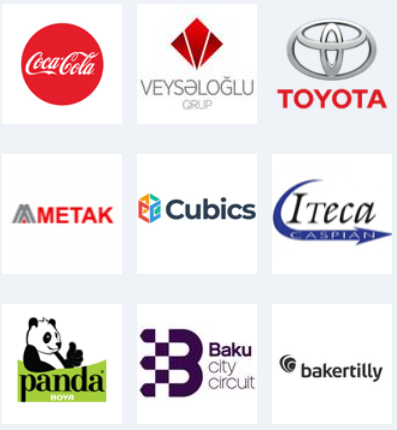 Coca-Cola
VEYSƏLOĞLU
QRUP
TOYOTA
METAK
Cubics
ITECA
CASPIAN
panda
BOYA
B
Baku
city
circuit
bakertilly